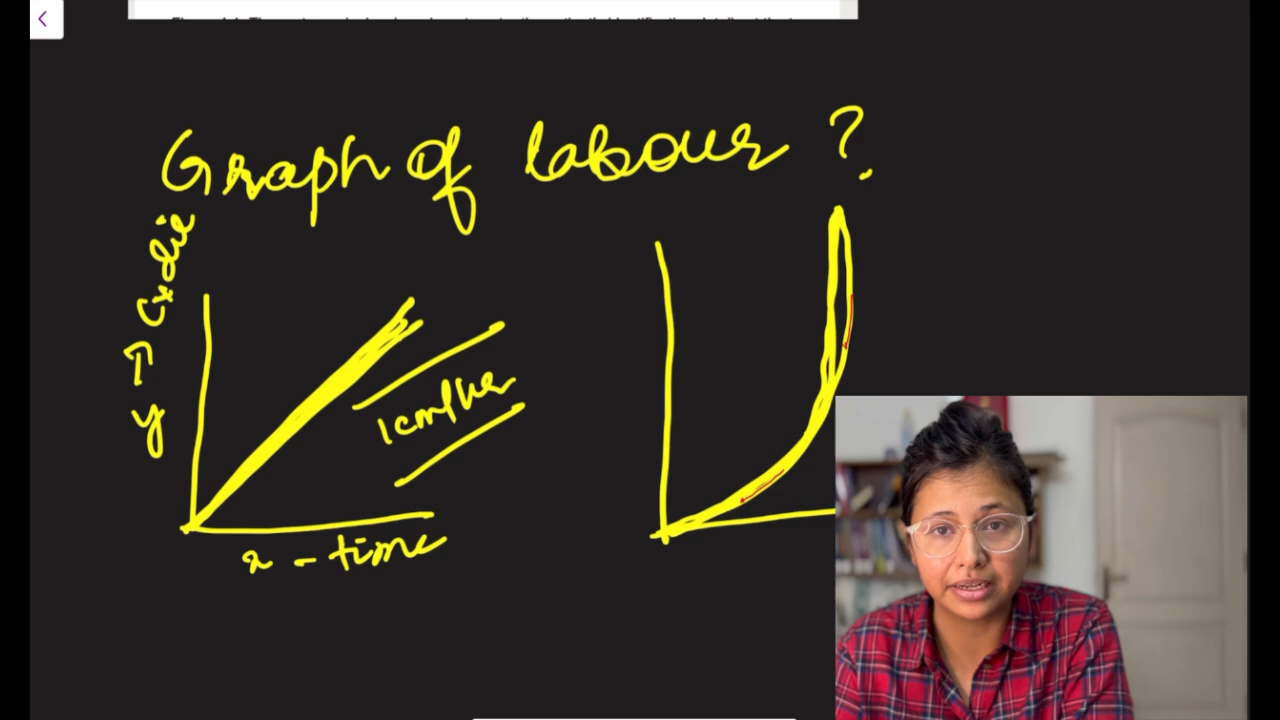 Graph of labour ?
y → Cx dil
1cm/hr
x - time